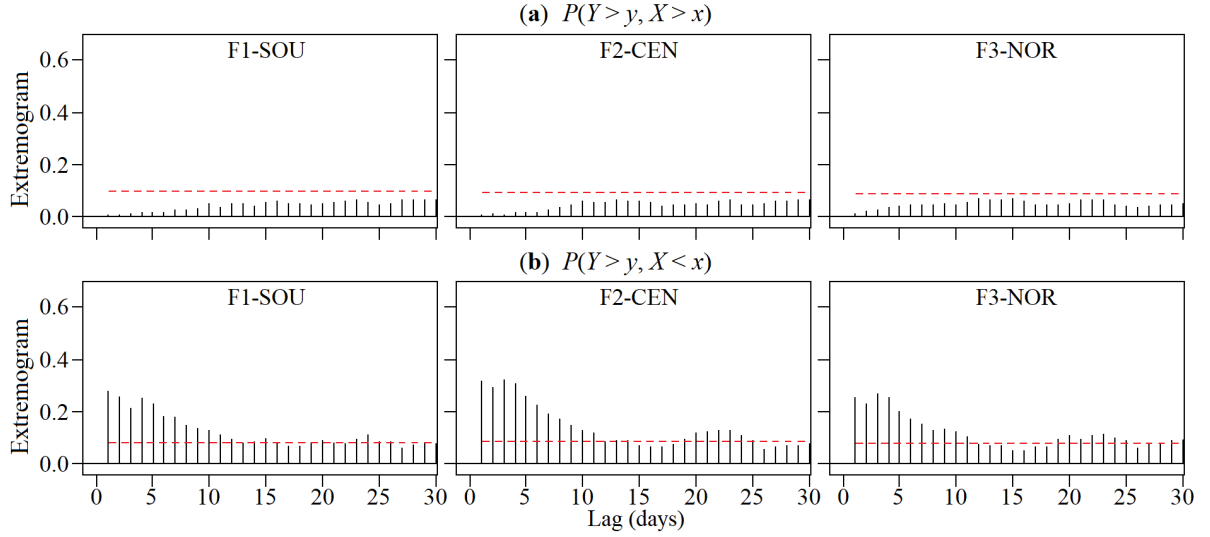 (a) P(Y > y, X > x)
F1-SOU F2-CEN F3-NOR
Extremogram
0.6
0.4
0.2
0.0
(b) P(Y > y, X < x)
F1-SOU F2-CEN F3-NOR
Extremogram
0.6
0.4
0.2
0.0
0 5 10 15 20 25 30 0 5 10 15 20 25 30 0 5 10 15 20 25 30
Lag (days)